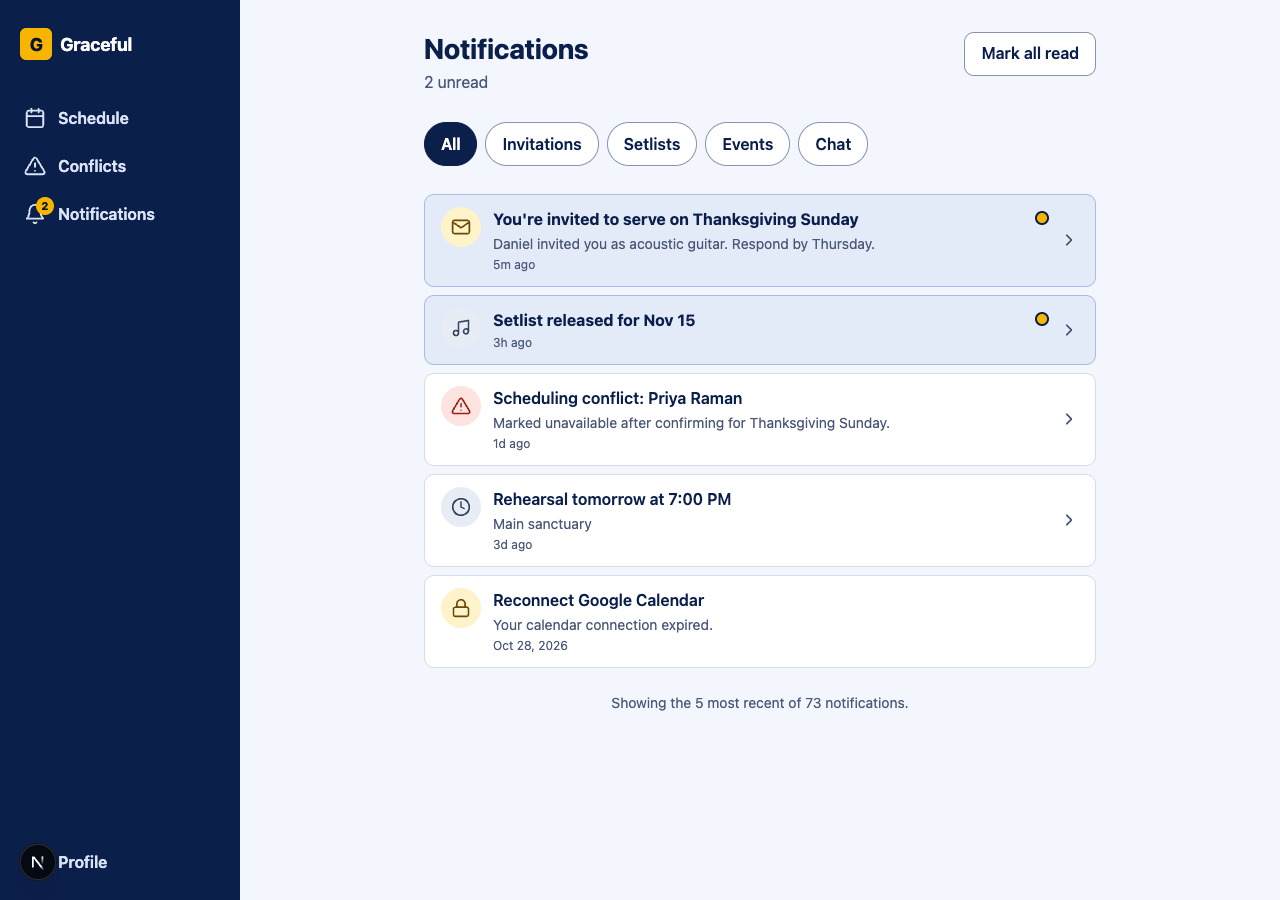 G Graceful
Schedule
Conflicts
2
Notifications
N Profile
Notifications
2 unread
Mark all read
All Invitations Setlists Events Chat
You're invited to serve on Thanksgiving Sunday
Daniel invited you as acoustic guitar. Respond by Thursday.
5m ago
Setlist released for Nov 15
3h ago
Scheduling conflict: Priya Raman
Marked unavailable after confirming for Thanksgiving Sunday.
1d ago
Rehearsal tomorrow at 7:00 PM
Main sanctuary
3d ago
Reconnect Google Calendar
Your calendar connection expired.
Oct 28, 2026
Showing the 5 most recent of 73 notifications.